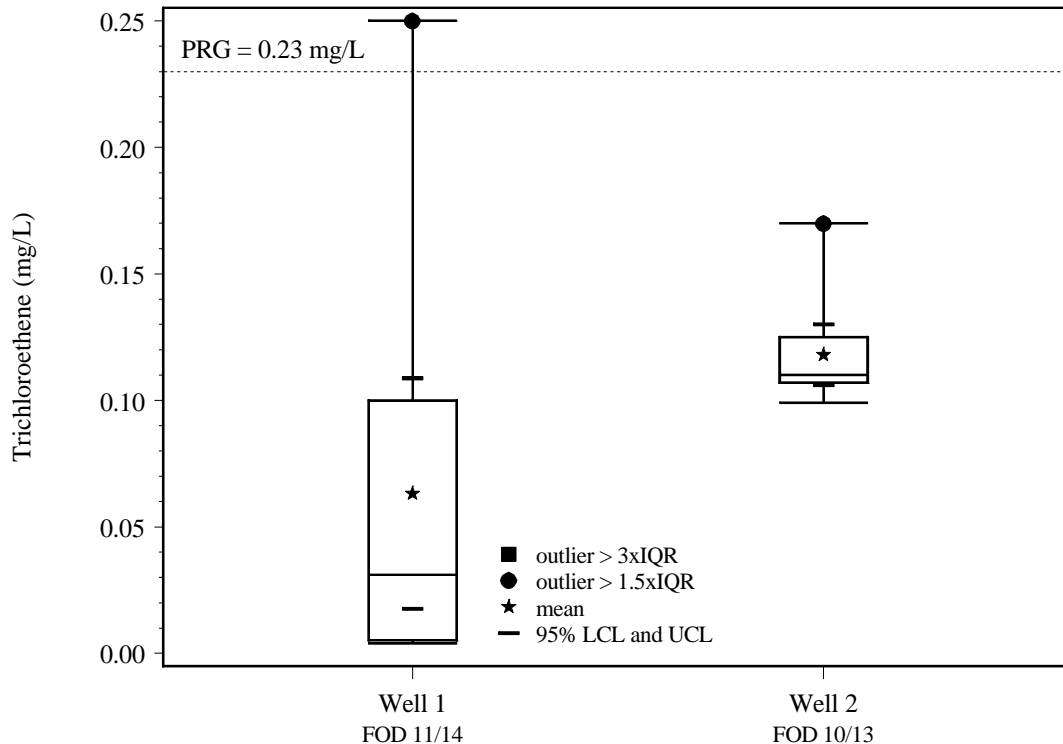 0.25
PRG = 0.23 mg/L
0.20
0.15
0.10
0.05
0.00
Trichloroethene (mg/L)
outlier > 3xIQR
outlier > 1.5xIQR
mean
95% LCL and UCL
Well 1
FOD 11/14
Well 2
FOD 10/13